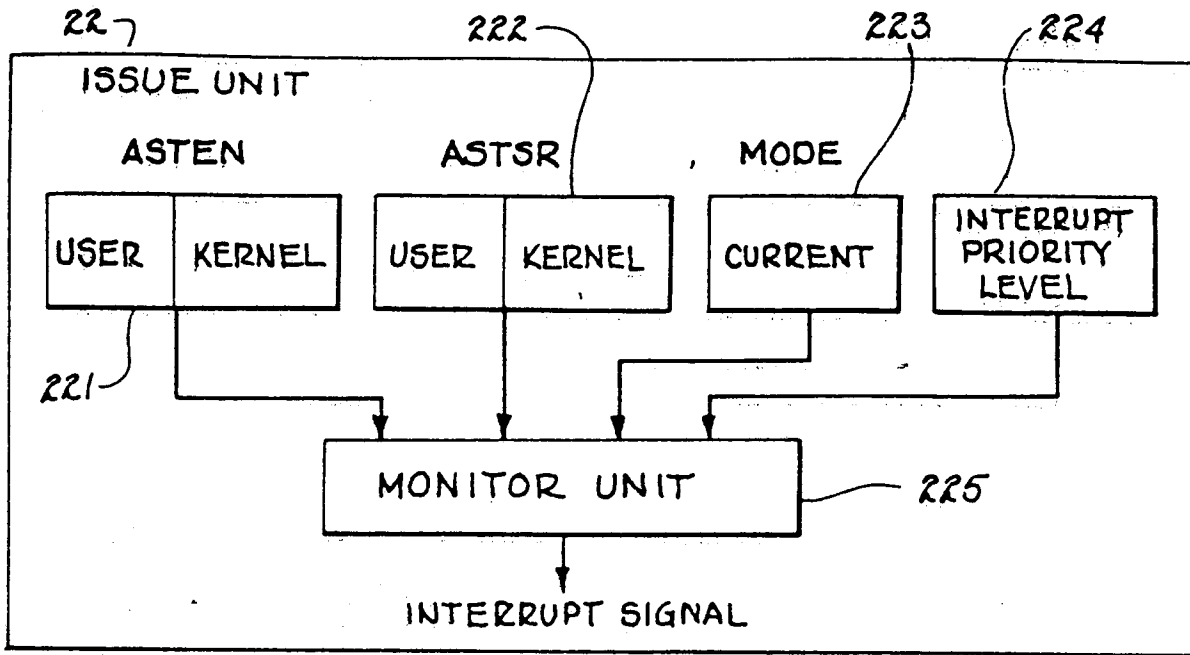 22
222
223
224
ISSUE UNIT
ASTEN
ASTSR
MODE
USER
KERNEL
USER
KERNEL
CURRENT
INTERRUPT
PRIORITY
LEVEL
221
MONITOR UNIT
225
INTERRUPT SIGNAL